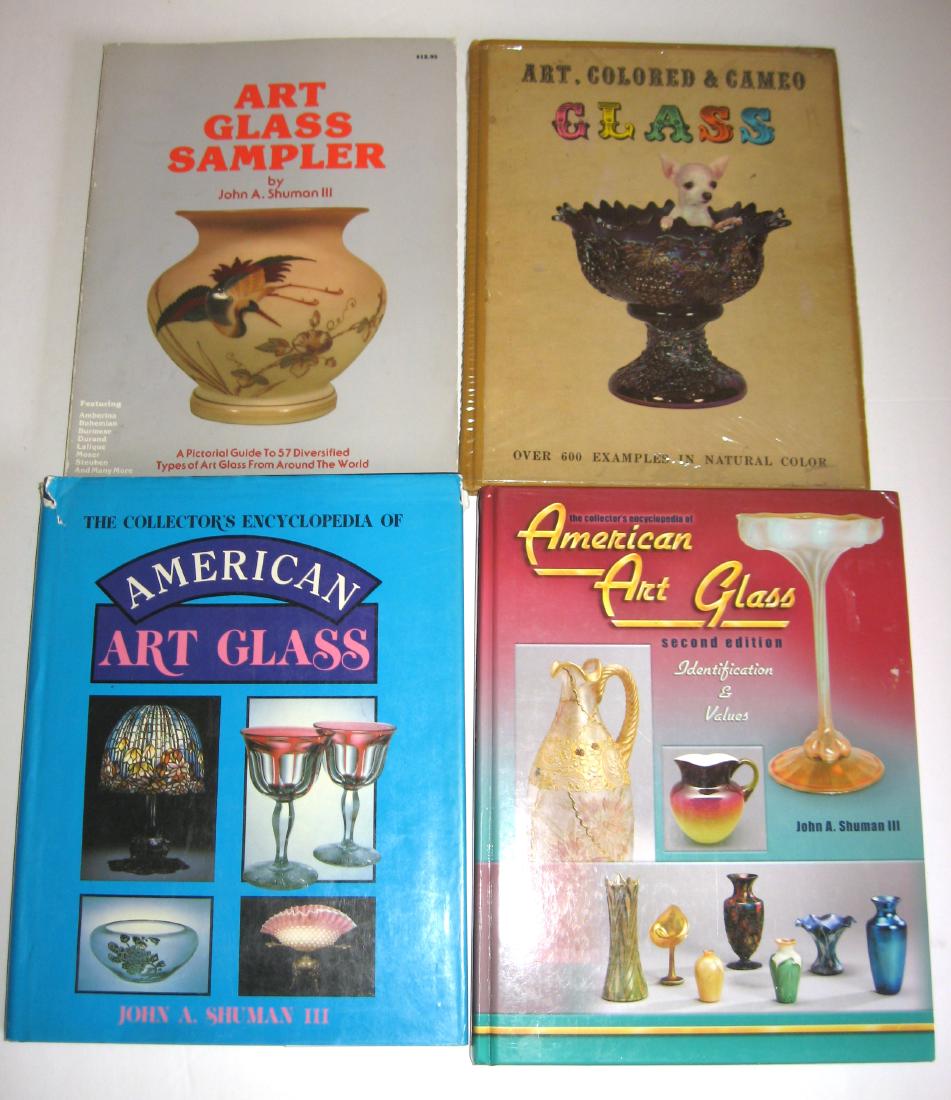 $12.95
ART
GLASS
SAMPLER
by
John A. Shuman III
Featuring
Amberina
Bohemian
Burmese
Durand
Lalique
Moser
Steuben
And Many More
A Pictorial Guide To 57 Diversified
Types of Art Glass From Around The World
ART, COLORED & CAMEO
GLASS
OVER 600 EXAMPLES IN NATURAL COLOR
THE COLLECTOR'S ENCYCLOPEDIA OF
AMERICAN
ART GLASS
JOHN A. SHUMAN III
the collector's encyclopedia of
American
Art Glass
second edition
Identification
&
Values
John A. Shuman III